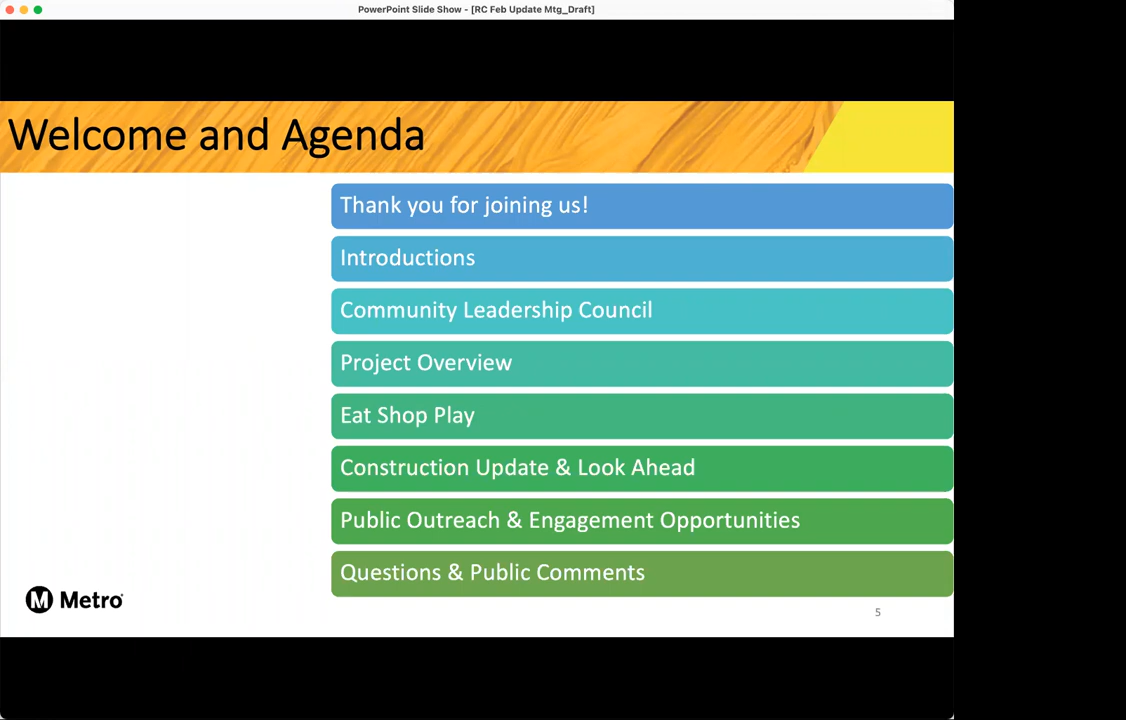 PowerPoint Slide Show - [RC Feb Update Mtg_Draft]
Welcome and Agenda
Thank you for joining us!
Introductions
Community Leadership Council
Project Overview
Eat Shop Play
Construction Update & Look Ahead
Public Outreach & Engagement Opportunities
Questions & Public Comments
M Metro
5